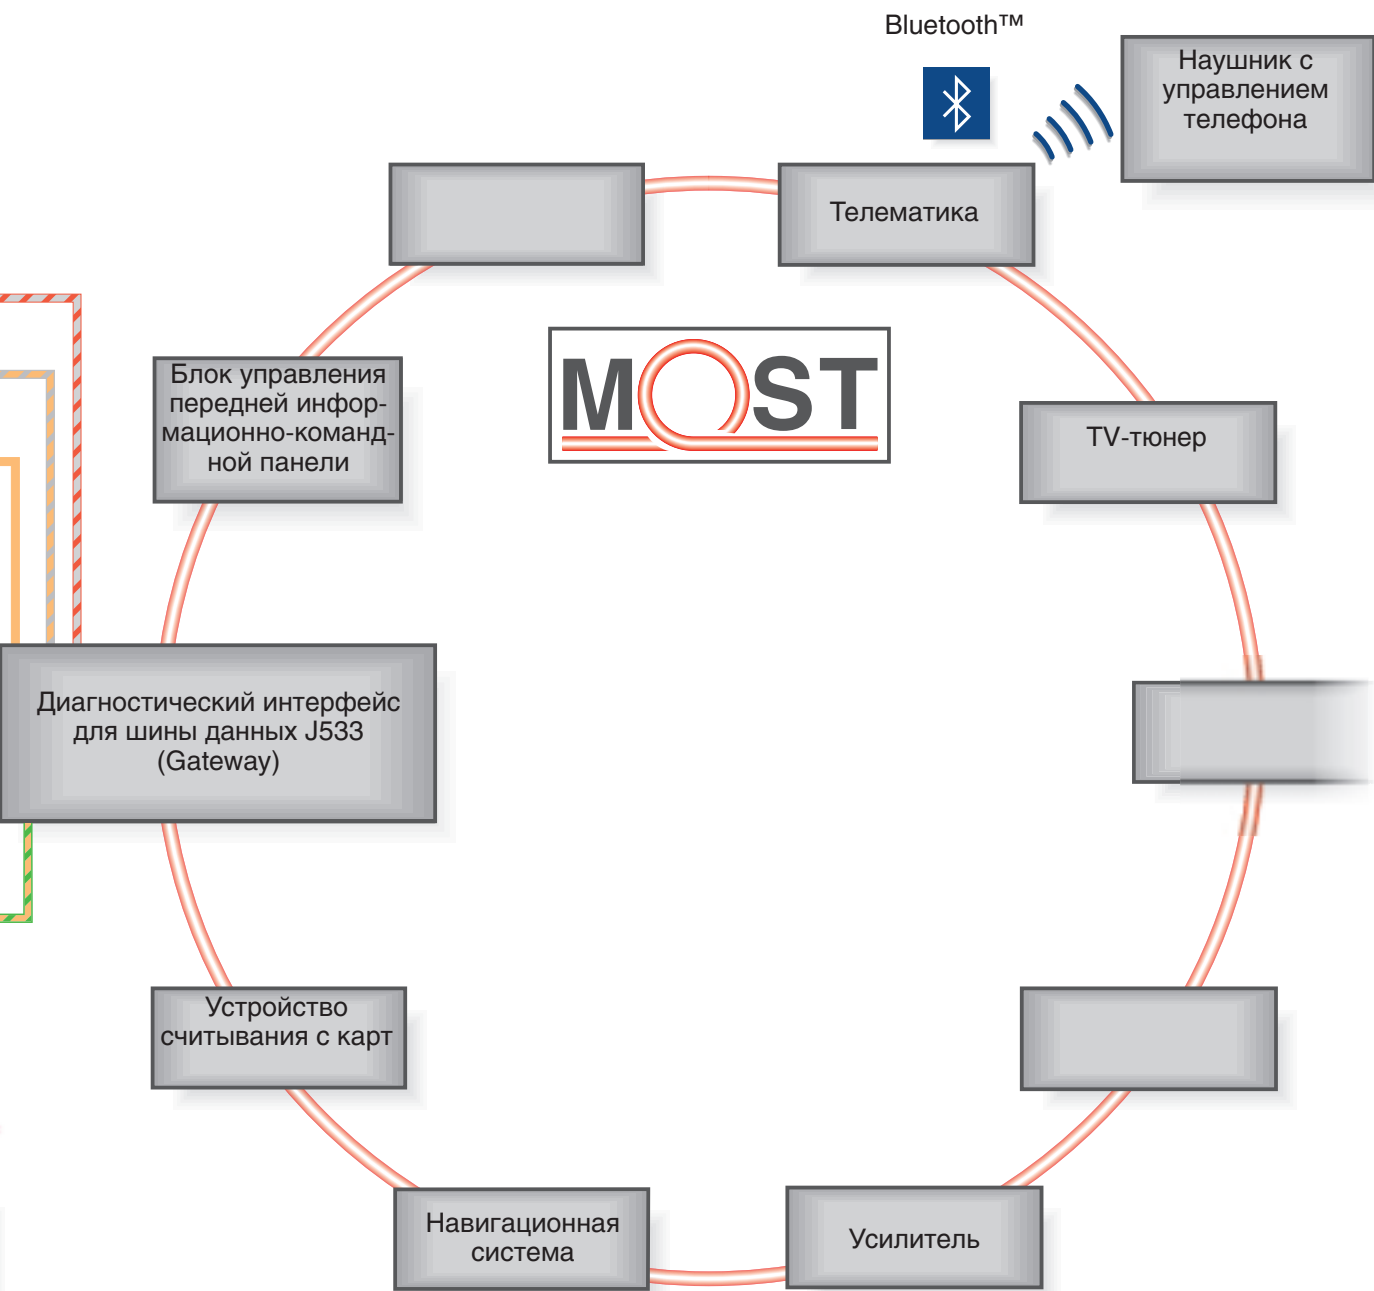 Bluetooth™
Наушник с
управлением
телефона
Телематика
MOST
Блок управления
передней инфор-
мационно-команд-
ной панели
TV-тюнер
Диагностический интерфейс
для шины данных J533
(Gateway)
Устройство
считывания с карт
Навигационная
система
Усилитель